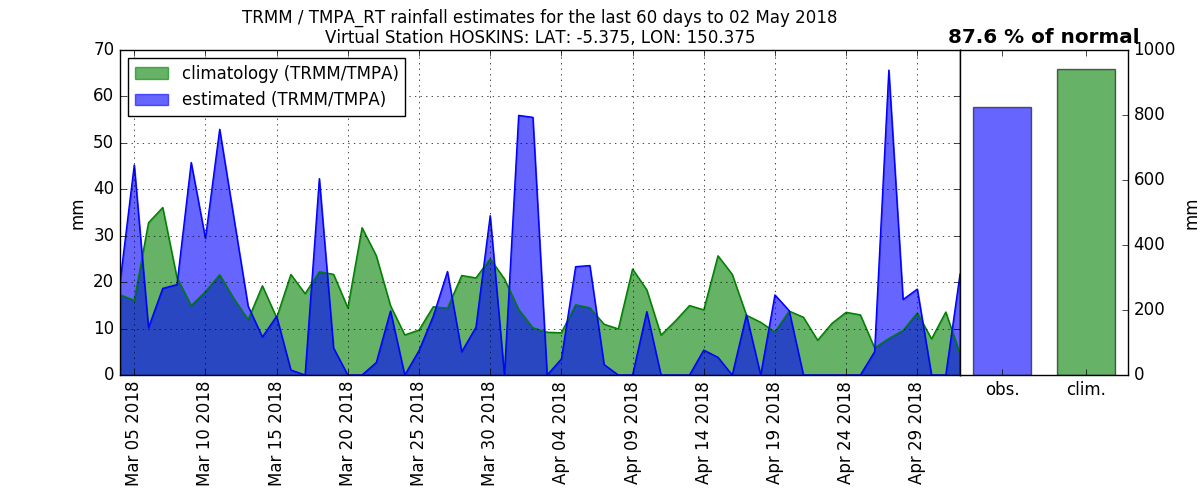 TRMM / TMPA_RT rainfall estimates for the last 60 days to 02 May 2018
Virtual Station HOSKINS: LAT: -5.375, LON: 150.375
87.6 % of normal
climatology (TRMM/TMPA)
estimated (TRMM/TMPA)
70
60
50
40
30
20
10
0
mm
1000
800
600
400
200
0
mm
Mar 05 2018
Mar 10 2018
Mar 15 2018
Mar 20 2018
Mar 25 2018
Mar 30 2018
Apr 04 2018
Apr 09 2018
Apr 14 2018
Apr 19 2018
Apr 24 2018
Apr 29 2018
obs.
clim.